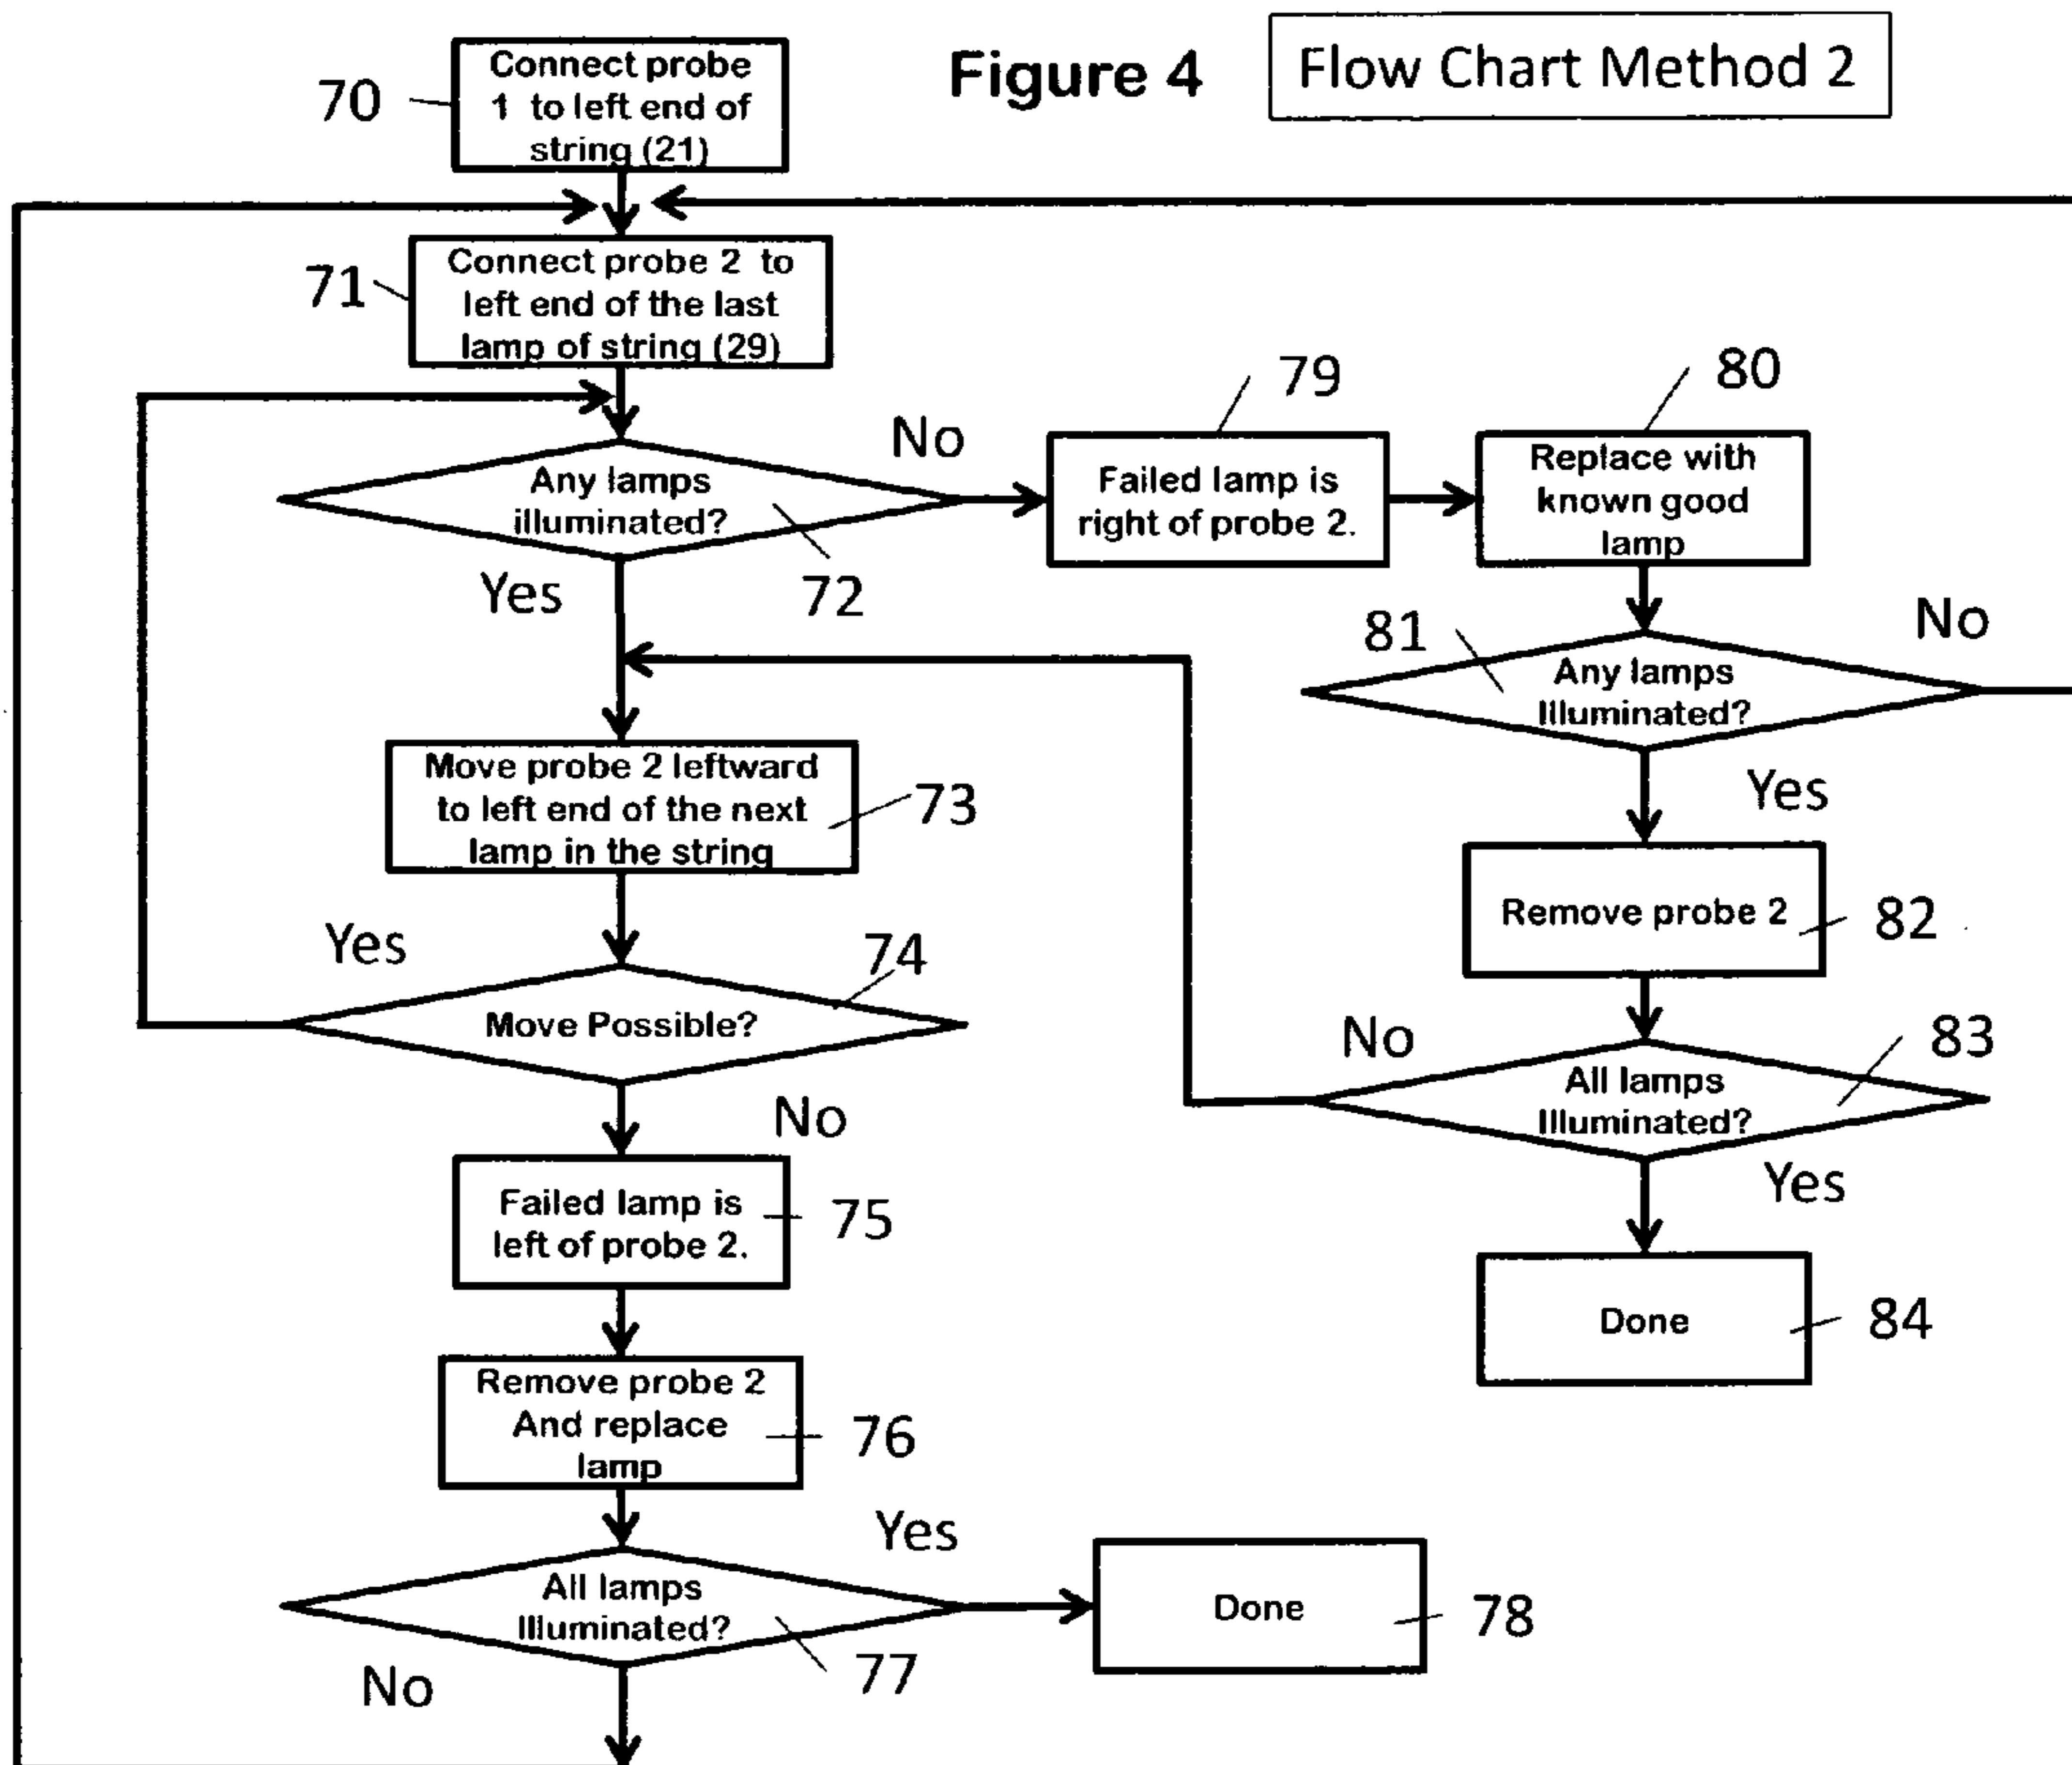 Figure 4
Flow Chart Method 2
70
Connect probe
1 to left end of
string (21)
71
Connect probe 2 to
left end of the last
lamp of string (29)
Any lamps
illuminated?
72
No
Yes
79
Failed lamp is
right of probe 2.
80
Replace with
known good
lamp
81
Any lamps
Illuminated?
No
Yes
Move probe 2 leftward
to left end of the next
lamp in the string
73
Remove probe 2
82
Yes
74
Move Possible?
No
No
83
All lamps
Illuminated?
Yes
Failed lamp is
left of probe 2.
75
Done
84
Remove probe 2
And replace
lamp
76
Yes
All lamps
Illuminated?
77
No
Done
78